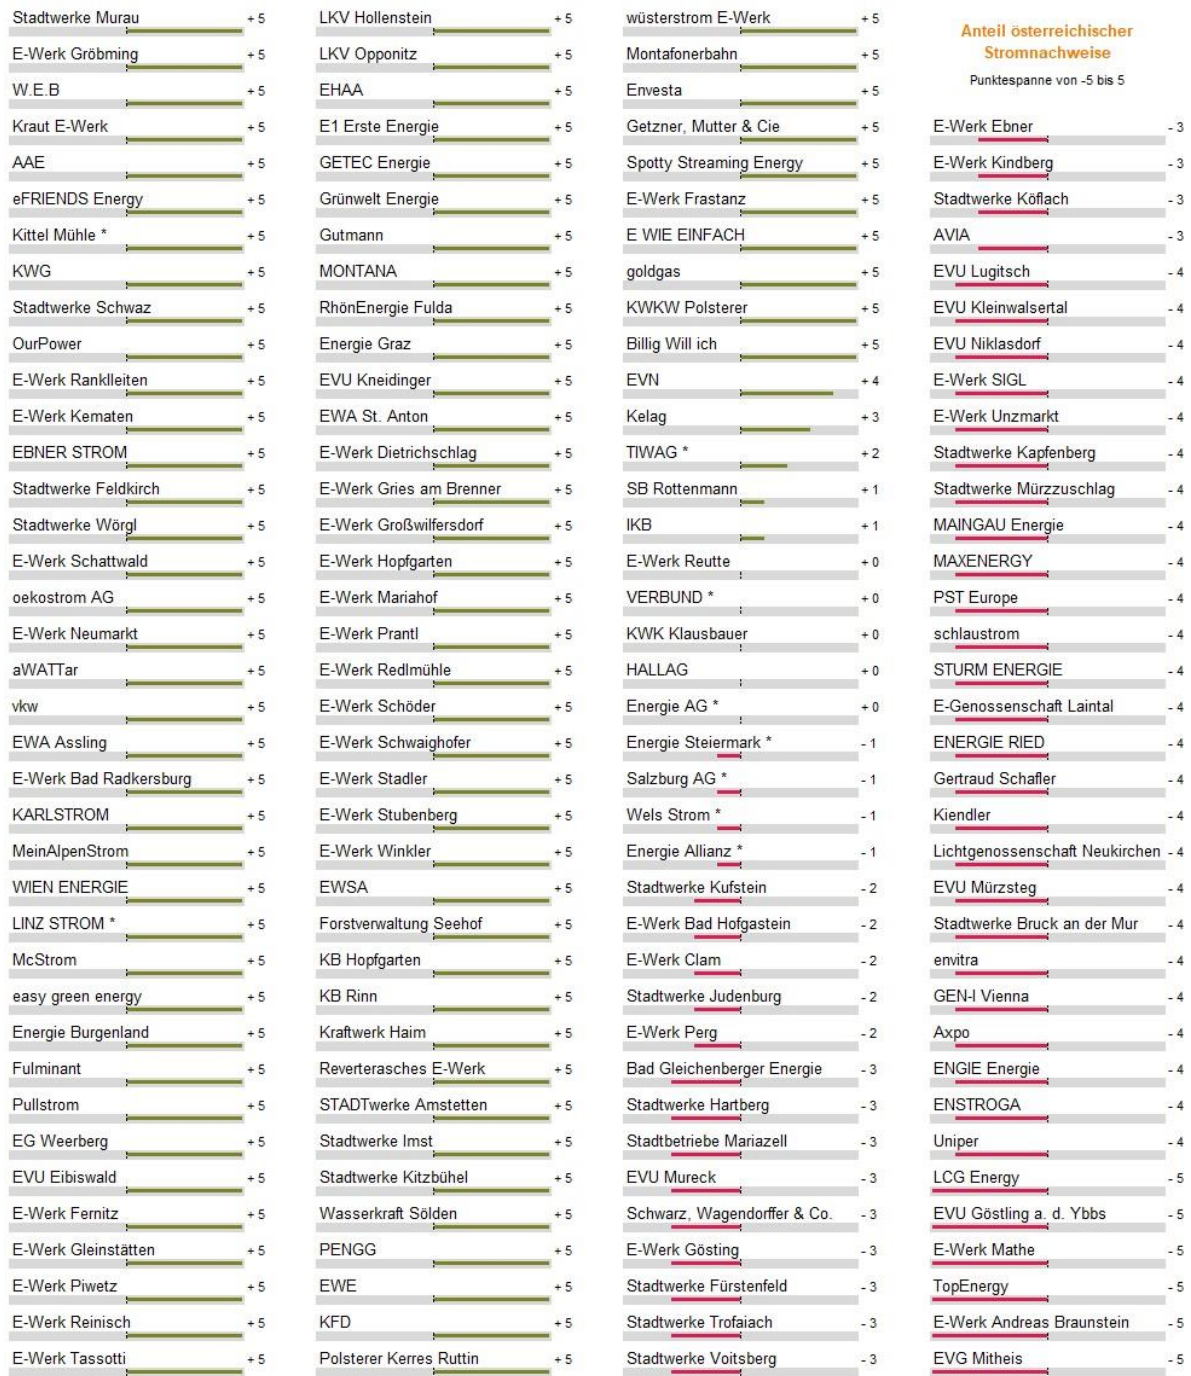 Stadtwerke Murau + 5
E-Werk Gröbming + 5
W.E.B + 5
Kraut E-Werk + 5
AAE + 5
eFRIENDS Energy + 5
Kittel Mühle * + 5
KWG + 5
Stadtwerke Schwaz + 5
OurPower + 5
E-Werk Ranklleiten + 5
E-Werk Kematen + 5
EBNER STROM + 5
Stadtwerke Feldkirch + 5
Stadtwerke Wörgl + 5
E-Werk Schattwald + 5
oekostrom AG + 5
E-Werk Neumarkt + 5
aWATTar + 5
vkw + 5
EWA Assling + 5
E-Werk Bad Radkersburg + 5
KARLSTROM + 5
MeinAlpenStrom + 5
WIEN ENERGIE + 5
LINZ STROM * + 5
McStrom + 5
easy green energy + 5
Energie Burgenland + 5
Fulminant + 5
Pullstrom + 5
EG Weerberg + 5
EVU Eibiswald + 5
E-Werk Fernitz + 5
E-Werk Gleinstätten + 5
E-Werk Piwetz + 5
E-Werk Reinisch + 5
E-Werk Tassotti + 5
LKV Hollenstein + 5
LKV Opponitz + 5
EHAA + 5
E1 Erste Energie + 5
GETEC Energie + 5
Grünwelt Energie + 5
Gutmann + 5
MONTANA + 5
RhönEnergie Fulda + 5
Energie Graz + 5
EVU Kneidinger + 5
EWA St. Anton + 5
E-Werk Dietrichschlag + 5
E-Werk Gries am Brenner + 5
E-Werk Großwilfersdorf + 5
E-Werk Hopfgarten + 5
E-Werk Mariahof + 5
E-Werk Prantl + 5
E-Werk Redlmühle + 5
E-Werk Schöder + 5
E-Werk Schwaighofer + 5
E-Werk Stadler + 5
E-Werk Stubenberg + 5
E-Werk Winkler + 5
EWSA + 5
Forstverwaltung Seehof + 5
KB Hopfgarten + 5
KB Rinn + 5
Kraftwerk Haim + 5
Reverterasches E-Werk + 5
STADTwerke Amstetten + 5
Stadtwerke Imst + 5
Stadtwerke Kitzbühel + 5
Wasserkraft Sölden + 5
PENGG + 5
EWE + 5
KFD + 5
Polsterer Kerres Ruttin + 5
wüsterstrom E-Werk + 5
Montafonerbahn + 5
Envesta + 5
Getzner, Mutter & Cie + 5
Spotty Streaming Energy + 5
E-Werk Frastanz + 5
E WIE EINFACH + 5
goldgas + 5
KWKW Polsterer + 5
Billig Will ich + 5
EVN + 4
Kelag + 3
TIWAG * + 2
SB Rottenmann + 1
IKB + 1
E-Werk Reutte + 0
VERBUND * + 0
KWK Klausbauer + 0
HALLAG + 0
Energie AG * + 0
Energie Steiermark * - 1
Salzburg AG * - 1
Wels Strom * - 1
Energie Allianz * - 1
Stadtwerke Kufstein - 2
E-Werk Bad Hofgastein - 2
E-Werk Clam - 2
Stadtwerke Judenburg - 2
E-Werk Perg - 2
Bad Gleichenberger Energie - 3
Stadtwerke Hartberg - 3
Stadtbetriebe Mariazell - 3
EVU Mureck - 3
Schwarz, Wagendorffer & Co. - 3
E-Werk Gösting - 3
Stadtwerke Fürstenfeld - 3
Stadtwerke Trofaiach - 3
Stadtwerke Voitsberg - 3
Anteil österreichischer
Stromnachweise
Punktespanne von -5 bis 5
E-Werk Ebner - 3
E-Werk Kindberg - 3
Stadtwerke Köflach - 3
AVIA - 3
EVU Lugitsch - 4
EVU Kleinwalsertal - 4
EVU Niklasdorf - 4
E-Werk SIGL - 4
E-Werk Unzmarkt - 4
Stadtwerke Kapfenberg - 4
Stadtwerke Mürzzuschlag - 4
MAINGAU Energie - 4
MAXENERGY - 4
PST Europe - 4
schlaustrom - 4
STURM ENERGIE - 4
E-Genossenschaft Laintal - 4
ENERGIE RIED - 4
Gertraud Schafler - 4
Kiendler - 4
Lichtgenossenschaft Neukirchen - 4
EVU Mürzsteg - 4
Stadtwerke Bruck an der Mur - 4
envitra - 4
GEN-I Vienna - 4
Axpo - 4
ENGIE Energie - 4
ENSTROGA - 4
Uniper - 4
LCG Energy - 5
EVU Göstling a. d. Ybbs - 5
E-Werk Mathe - 5
TopEnergy - 5
E-Werk Andreas Braunstein - 5
EVG Mitheis - 5